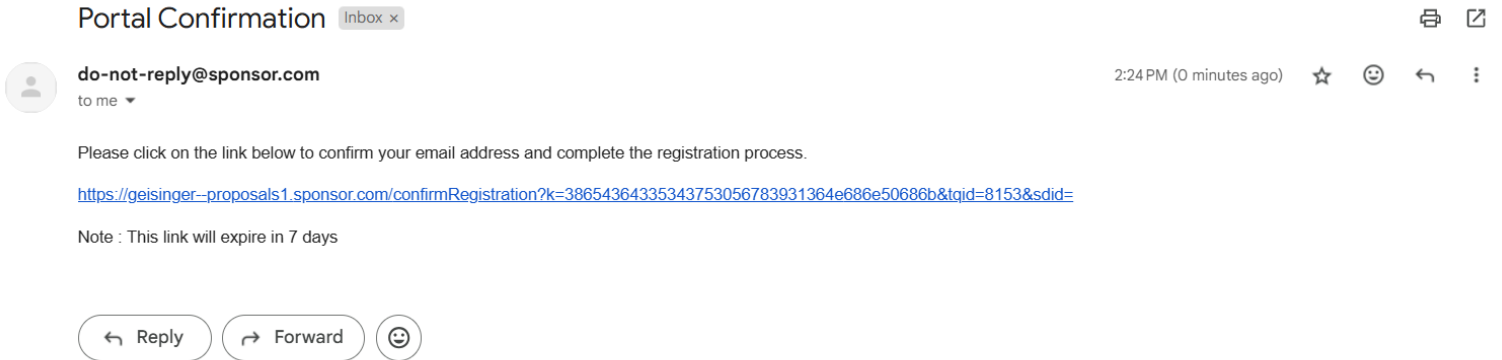 Portal Confirmation Inbox ×
do-not-reply@sponsor.com 2:24 PM (0 minutes ago)
to me
Please click on the link below to confirm your email address and complete the registration process.
https://geisinger--proposals1.sponsor.com/confirmRegistration?k=38654364335343753056783931364e686e50686b&tqid=8153&sdid=
Note : This link will expire in 7 days
Reply Forward